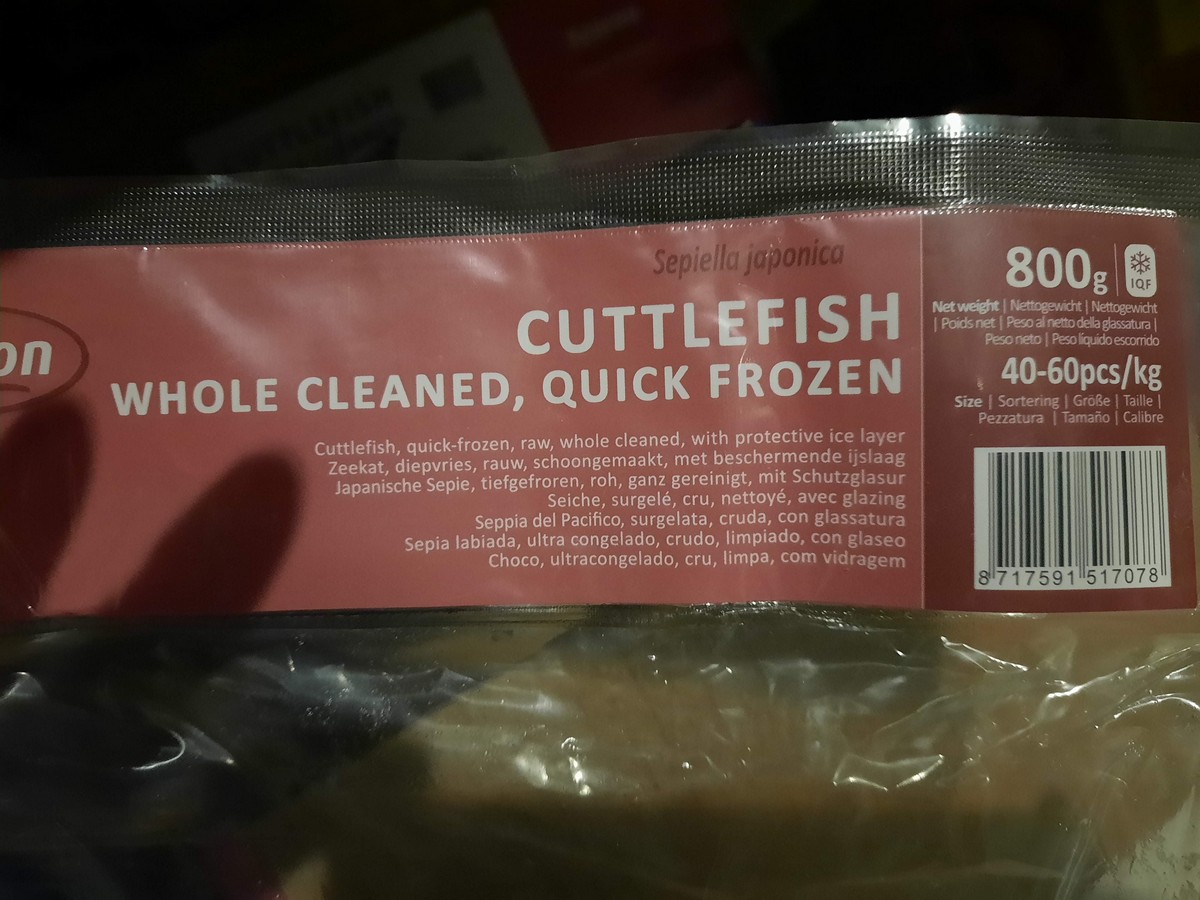 CUTTLEFISH
Sepiella japonica
CUTTLEFISH
WHOLE CLEANED, QUICK FROZEN
on
Cuttlefish, quick-frozen, raw, whole cleaned, with protective ice layer
Zeekat, diepvries, rauw, schoongemaakt, met beschermende ijslaag
Japanische Sepie, tiefgefroren, roh, ganz gereinigt, mit Schutzglasur
Seiche, surgelé, cru, nettoyé, avec glazing
Seppia del Pacifico, surgelata, cruda, con glassatura
Sepia labiada, ultra congelado, crudo, limpiado, con glaseo
Choco, ultracongelado, cru, limpa, com vidragem
800g
IQF
Net weight | Nettogewicht | Nettogewicht
| Poids net | Peso al netto della glassatura |
Peso neto | Peso líquido escorrido
40-60pcs/kg
Size | Sortering | Größe | Taille |
Pezzatura | Tamaño | Calibre
8 717591 517078